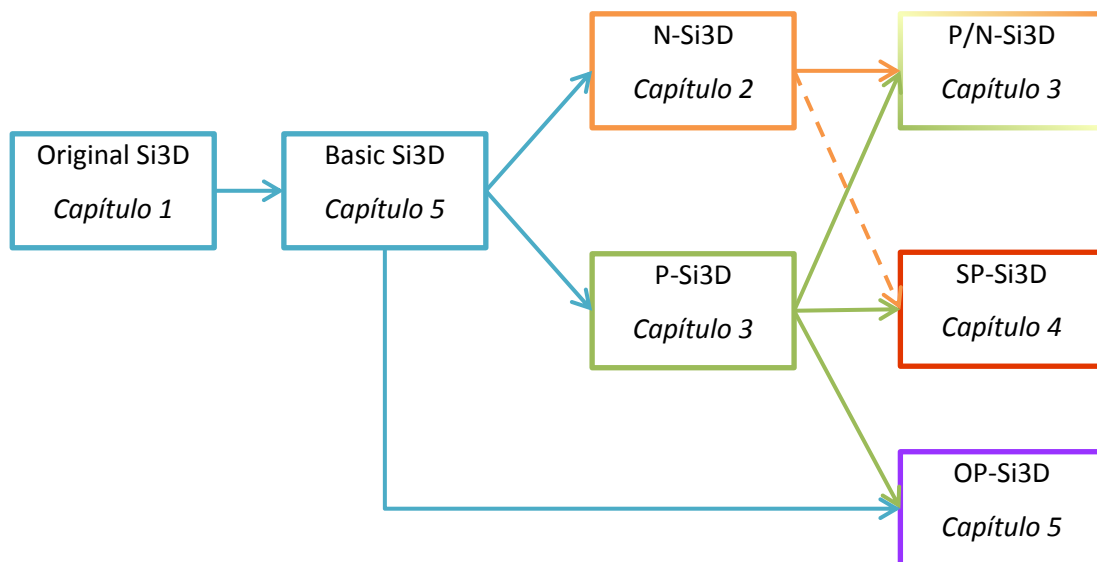 Original Si3D
Capítulo 1
Basic Si3D
Capítulo 5
N-Si3D
Capítulo 2
P-Si3D
Capítulo 3
P/N-Si3D
Capítulo 3
SP-Si3D
Capítulo 4
OP-Si3D
Capítulo 5